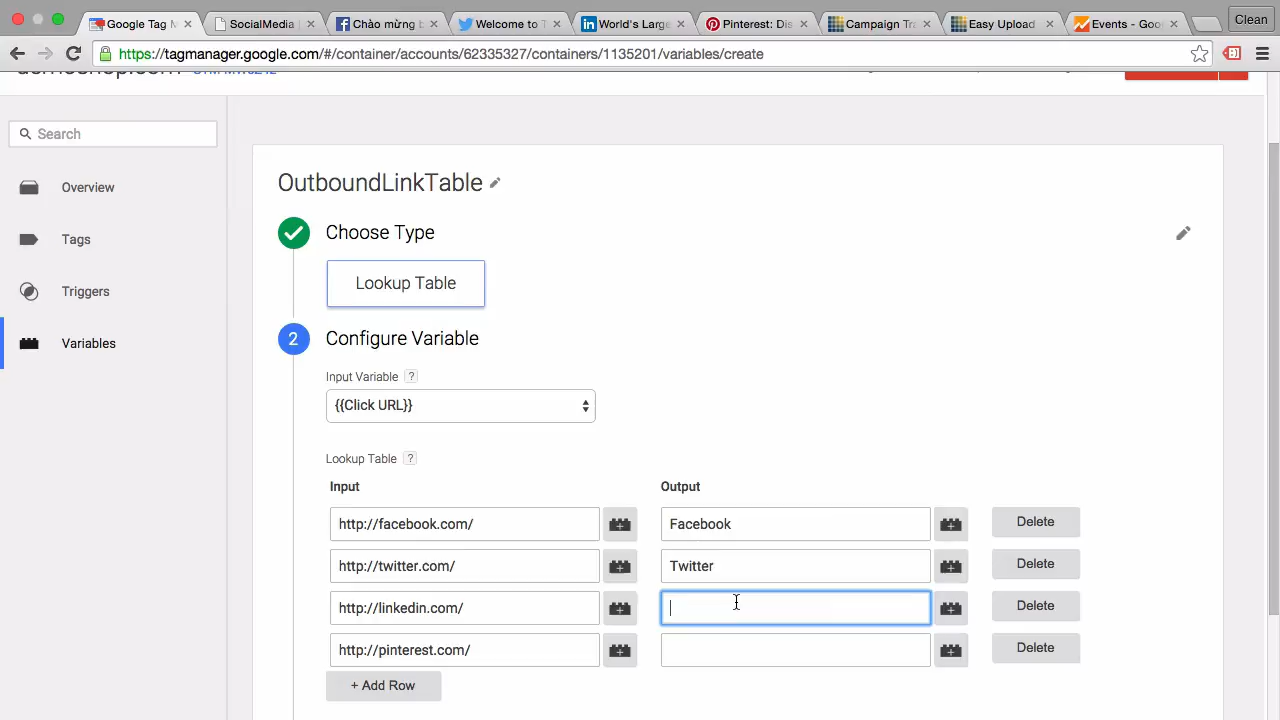 Google Tag M
SocialMedia
Chào mừng b
Welcome to T
World's Larg
Pinterest: Di
Campaign Tra
Easy Upload
Events - Goo
Clean
https://tagmanager.google.com/#/container/accounts/62335327/containers/1135201/variables/create
Search
Overview
Tags
Triggers
Variables
OutboundLinkTable
Choose Type
Lookup Table
2 Configure Variable
Input Variable ?
{{Click URL}}
Lookup Table ?
Input Output
http://facebook.com/ Facebook Delete
http://twitter.com/ Twitter Delete
http://linkedin.com/ Delete
http://pinterest.com/ Delete
+ Add Row